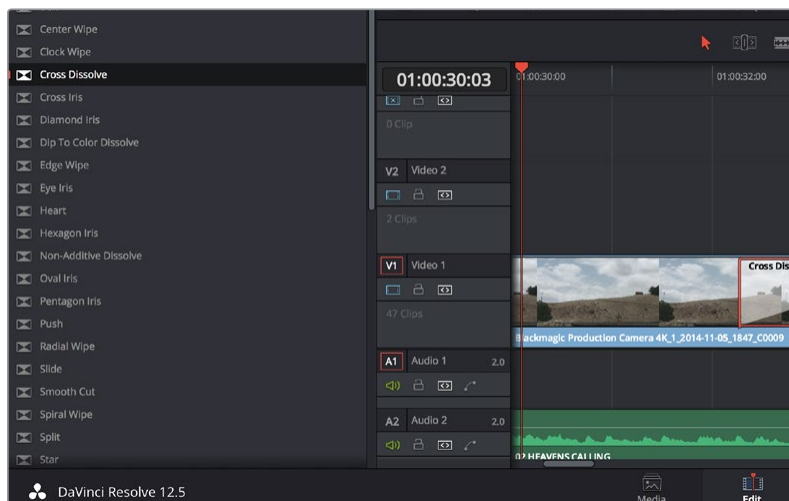 Center Wipe
Clock Wipe
Cross Dissolve
Cross Iris
Diamond Iris
Dip To Color Dissolve
Edge Wipe
Eye Iris
Heart
Hexagon Iris
Non-Additive Dissolve
Oval Iris
Pentagon Iris
Push
Radial Wipe
Slide
Smooth Cut
Spiral Wipe
Split
Star
DaVinci Resolve 12.5
01:00:30:03
01:00:30:00
01:00:32:00
0 Clip
V2 Video 2
2 Clips
V1 Video 1
47 Clips
Cross Dis
Blackmagic Production Camera 4K_1_2014-11-05_1847_C0009
A1 Audio 1 2.0
A2 Audio 2 2.0
02 HEAVENS CALLING
Media
Edit